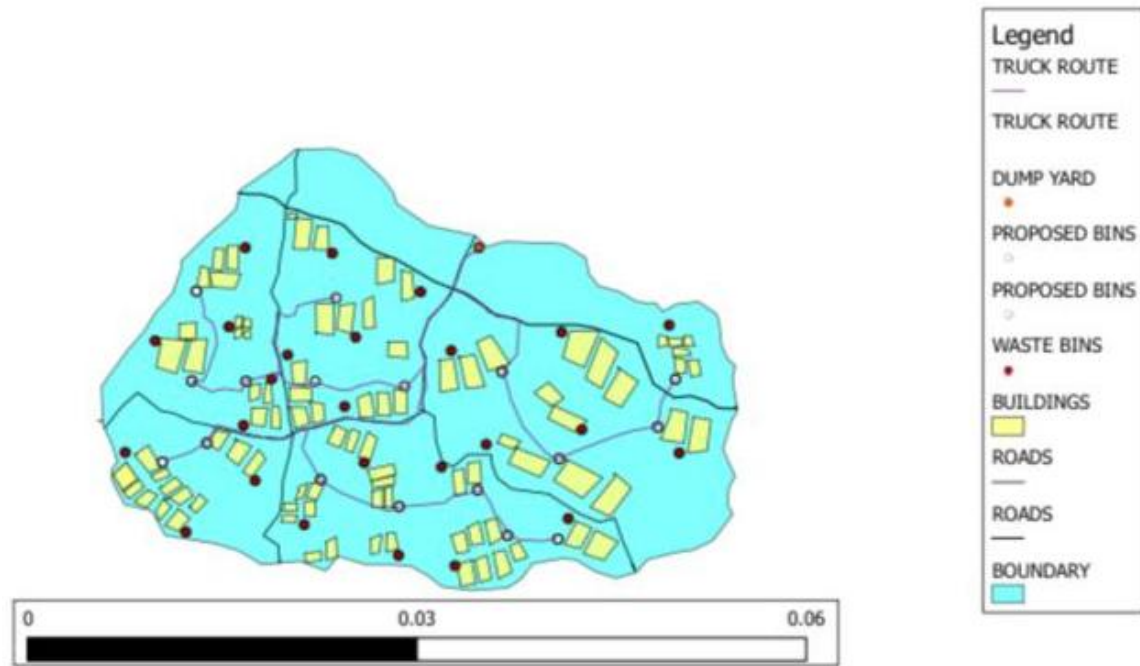 Legend
TRUCK ROUTE
TRUCK ROUTE
DUMP YARD
PROPOSED BINS
PROPOSED BINS
WASTE BINS
BUILDINGS
ROADS
ROADS
BOUNDARY
0 0.03 0.06